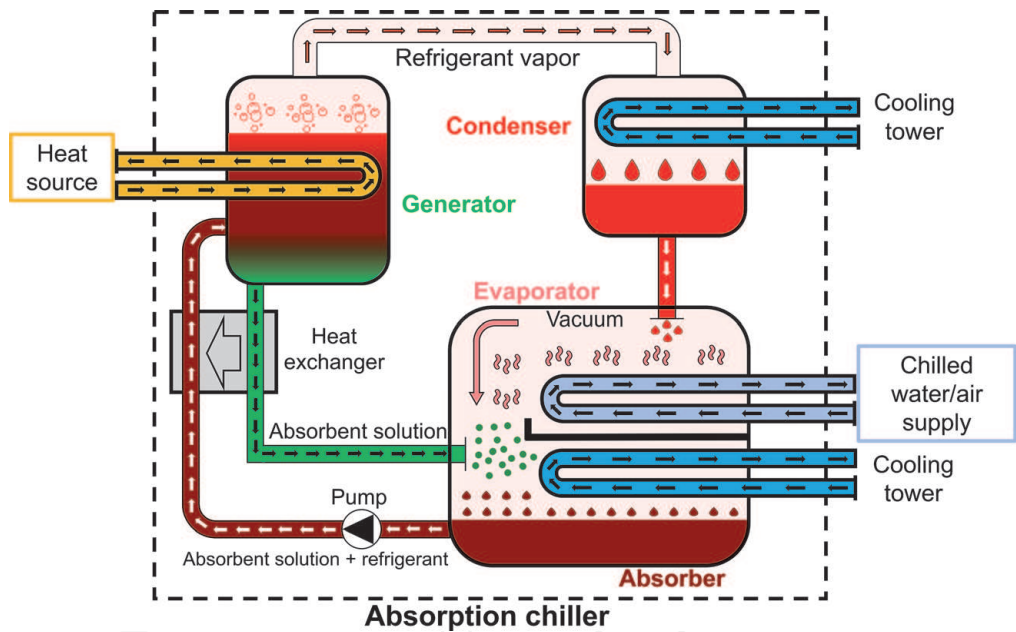 Refrigerant vapor
Condenser
Cooling
tower
Heat
source
Generator
Evaporator
Vacuum
Heat
exchanger
Chilled
water/air
supply
Absorbent solution
Cooling
tower
Pump
Absorbent solution + refrigerant
Absorber
Absorption chiller